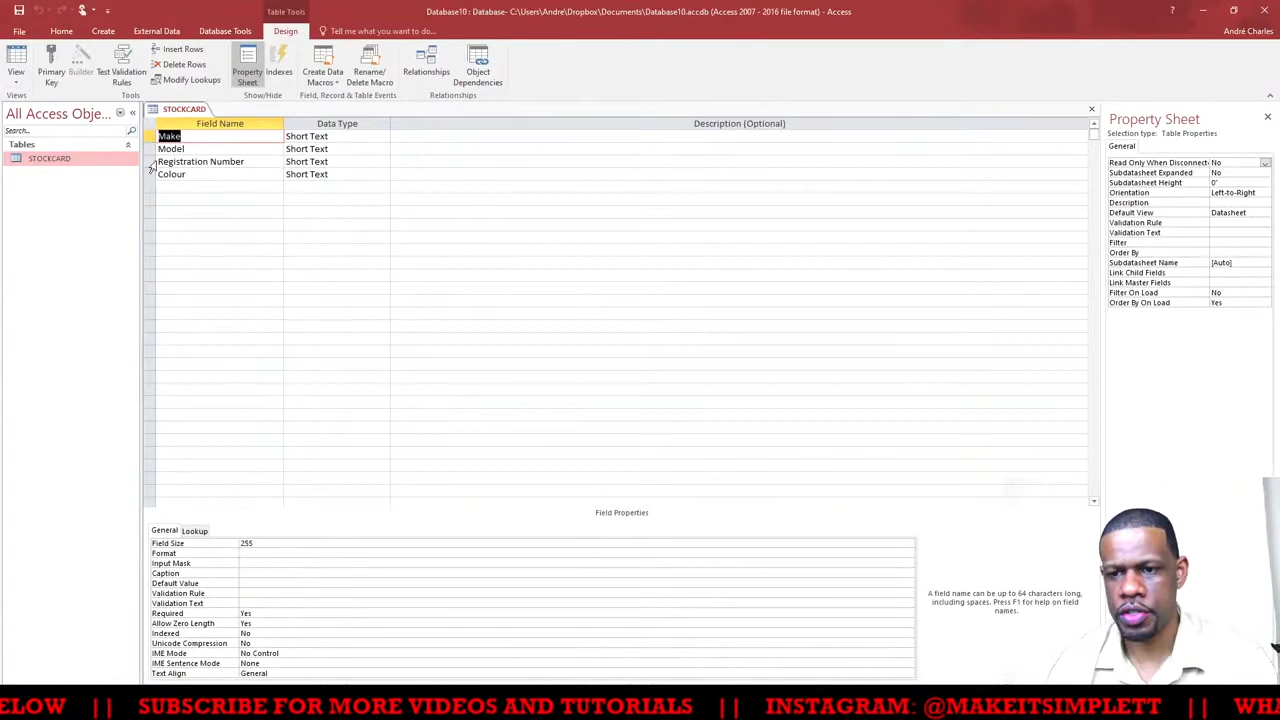 Table Tools
Database10 : Database- C:\Users\Andre\Dropbox\Documents\Database10.accdb (Access 2007 - 2016 file format) - Access
File Home Create External Data Database Tools Design Tell me what you want to do... André Charles
View
Primary Key
Builder
Test Validation Rules
Insert Rows
Delete Rows
Modify Lookups
Property Sheet
Indexes
Create Data Macros
Rename/ Delete Macro
Relationships
Object Dependencies
Views Tools Show/Hide Field, Record & Table Events Relationships
All Access Obje...
Search...
Tables
STOCKCARD
STOCKCARD
Field Name Data Type Description (Optional)
Make Short Text
Model Short Text
Registration Number Short Text
Colour Short Text
Field Properties
General Lookup
Field Size 255
Format
Input Mask
Caption
Default Value
Validation Rule
Validation Text
Required Yes
Allow Zero Length Yes
Indexed No
Unicode Compression No
IME Mode No Control
IME Sentence Mode None
Text Align General
A field name can be up to 64 characters long,
including spaces. Press F1 for help on field
names.
Property Sheet
Selection type: Table Properties
General
Read Only When Disconnect No
Subdatasheet Expanded No
Subdatasheet Height 0"
Orientation Left-to-Right
Description
Default View Datasheet
Validation Rule
Validation Text
Filter
Order By
Subdatasheet Name [Auto]
Link Child Fields
Link Master Fields
Filter On Load No
Order By On Load Yes
ELOW || SUBSCRIBE FOR MORE VIDEOS AND TUTORIALS || INSTAGRAM: @MAKEITSIMPLETT || WHA